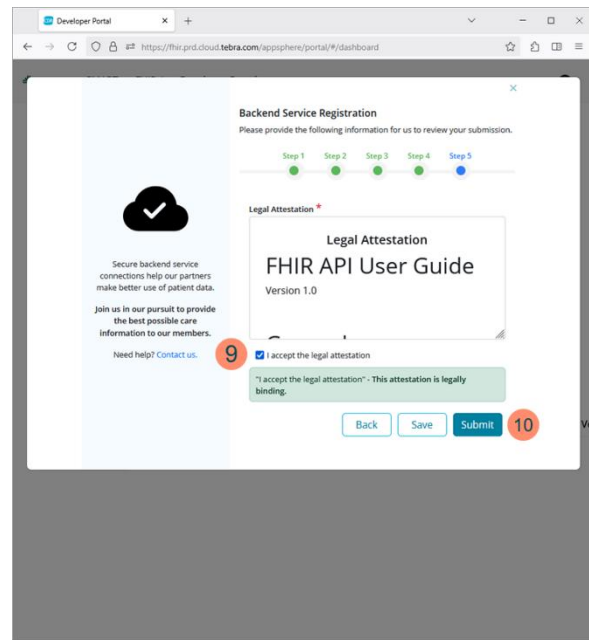 Developer Portal
https://fhir.prd.cloud.tebra.com/appsphere/portal/#/dashboard
Backend Service Registration
Please provide the following information for us to review your submission.
Step 1 Step 2 Step 3 Step 4 Step 5
Legal Attestation *
Legal Attestation
FHIR API User Guide
Version 1.0
Secure backend service
connections help our partners
make better use of patient data.
Join us in our pursuit to provide
the best possible care
information to our members.
Need help? Contact us.
9
I accept the legal attestation
"I accept the legal attestation" - This attestation is legally
binding.
Back Save Submit
10